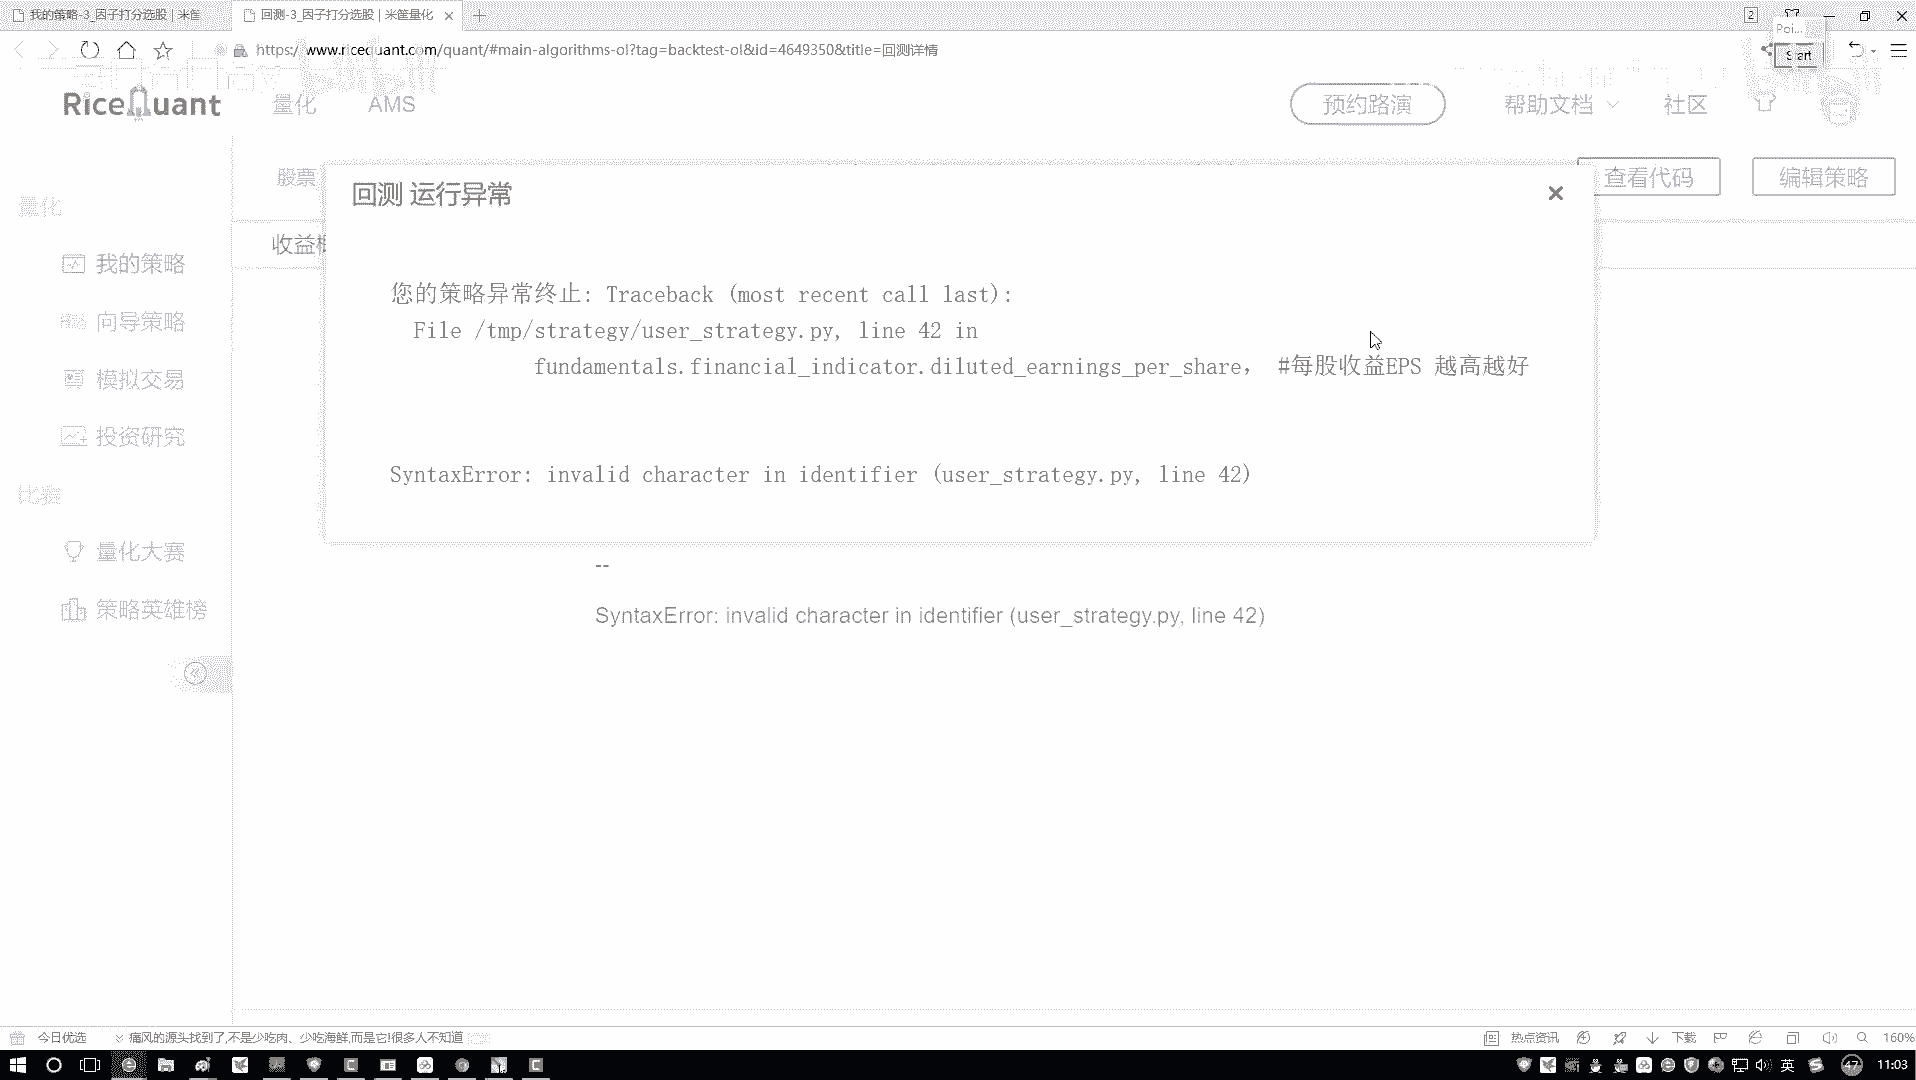 我的策略-3_因子打分选股 | 米筐
回测-3_因子打分选股 | 米筐量化
2
Poi...
Start
https://www.ricequant.com/quant/#main-algorithms-ol?tag=backtest-ol&id=4649350&title=回测详情
RiceQuant
量化
AMS
预约路演
帮助文档
社区
股票
查看代码
编辑策略
量化
回测 运行异常
收益概
我的策略
您的策略异常终止: Traceback (most recent call last):
向导策略
File /tmp/strategy/user_strategy.py, line 42 in
fundamentals.financial_indicator.diluted_earnings_per_share， #每股收益EPS 越高越好
模拟交易
投资研究
SyntaxError: invalid character in identifier (user_strategy.py, line 42)
比赛
量化大赛
--
策略英雄榜
SyntaxError: invalid character in identifier (user_strategy.py, line 42)
今日优选
痛风的源头找到了,不是少吃肉、少吃海鲜,而是它!很多人不知道
热点资讯
下载
160%
英
47
11:03